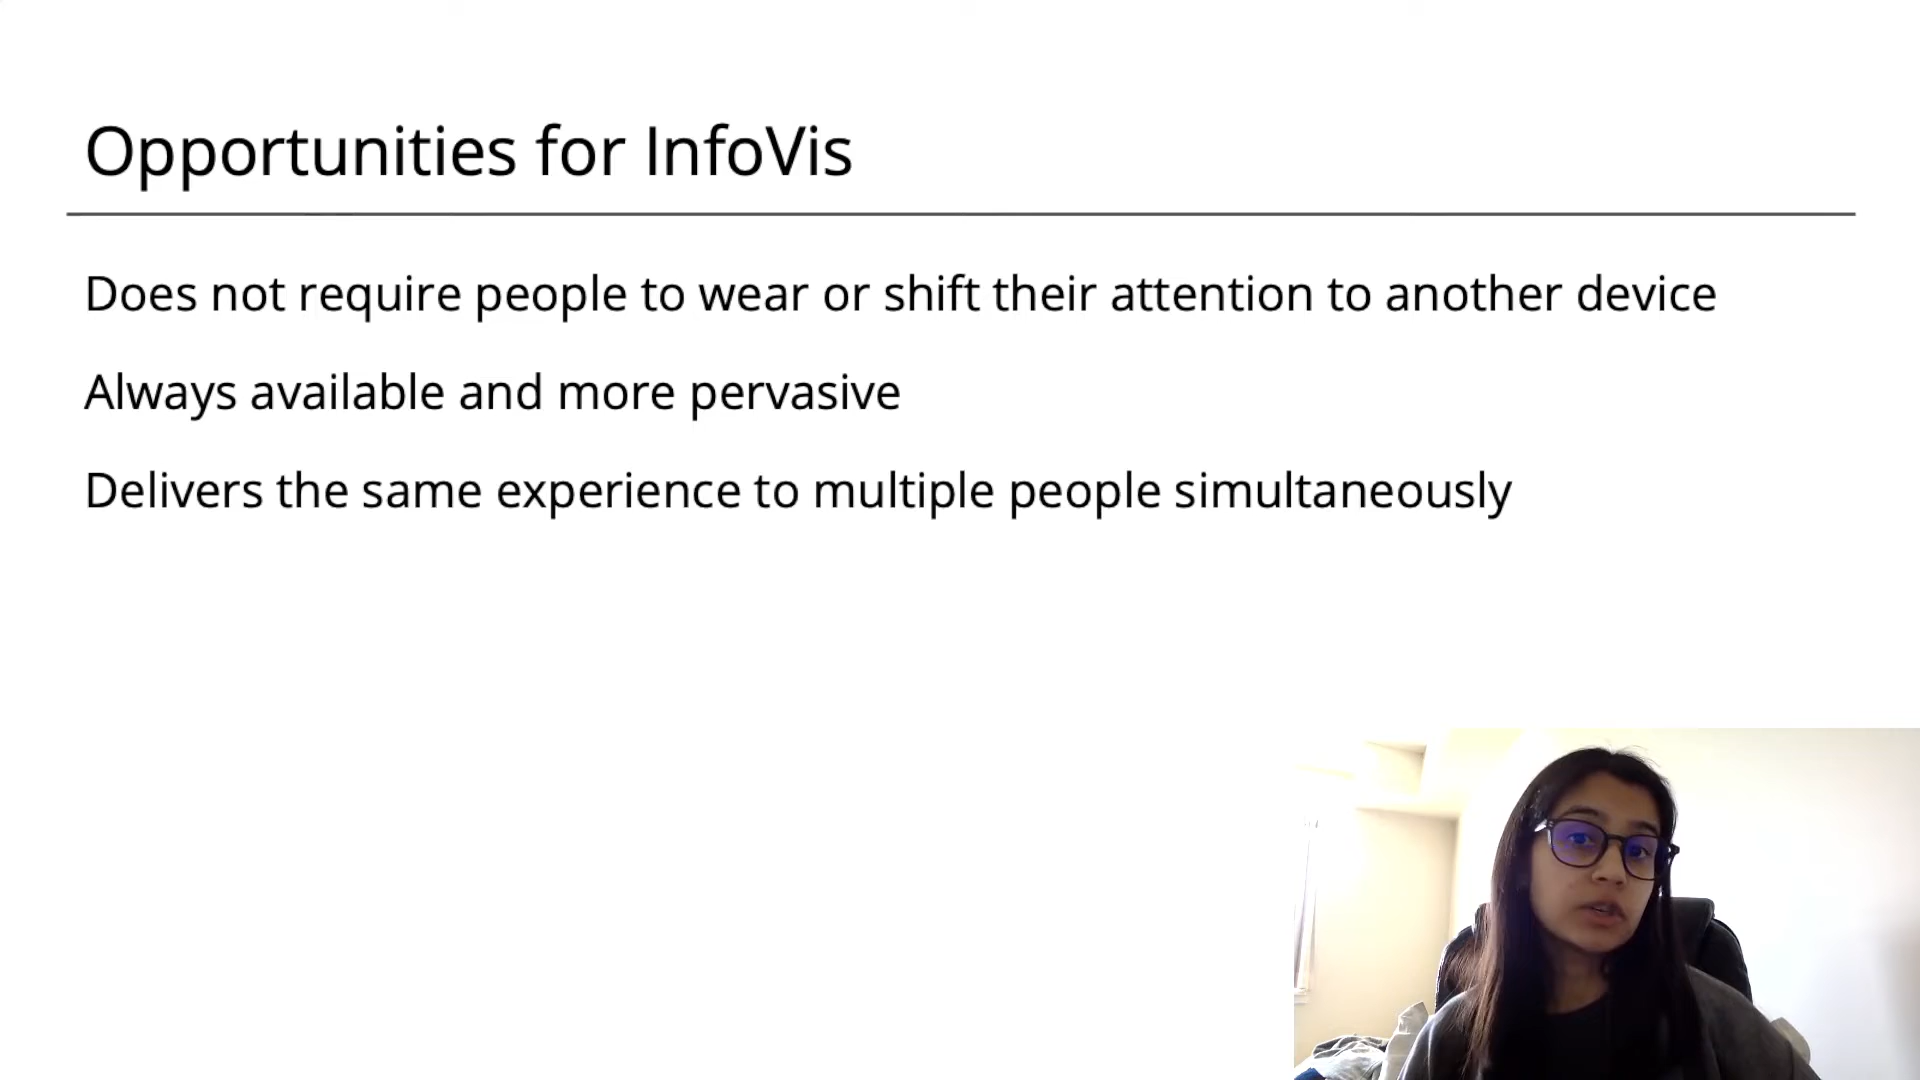 Opportunities for InfoVis
Does not require people to wear or shift their attention to another device
Always available and more pervasive
Delivers the same experience to multiple people simultaneously